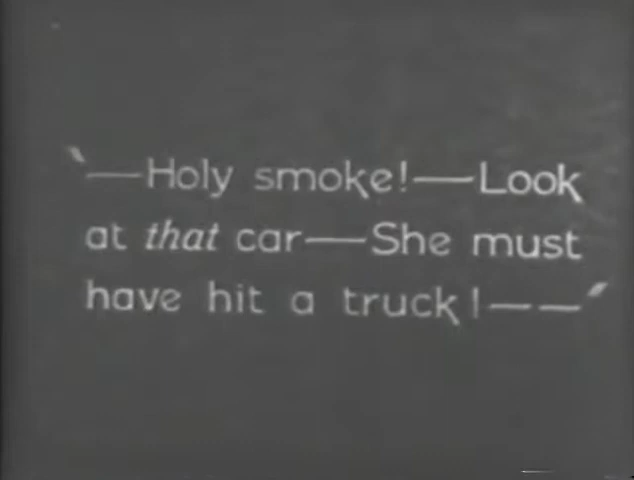 ‟—Holy smoke!—Look
at that car—She must
have hit a truck!——”